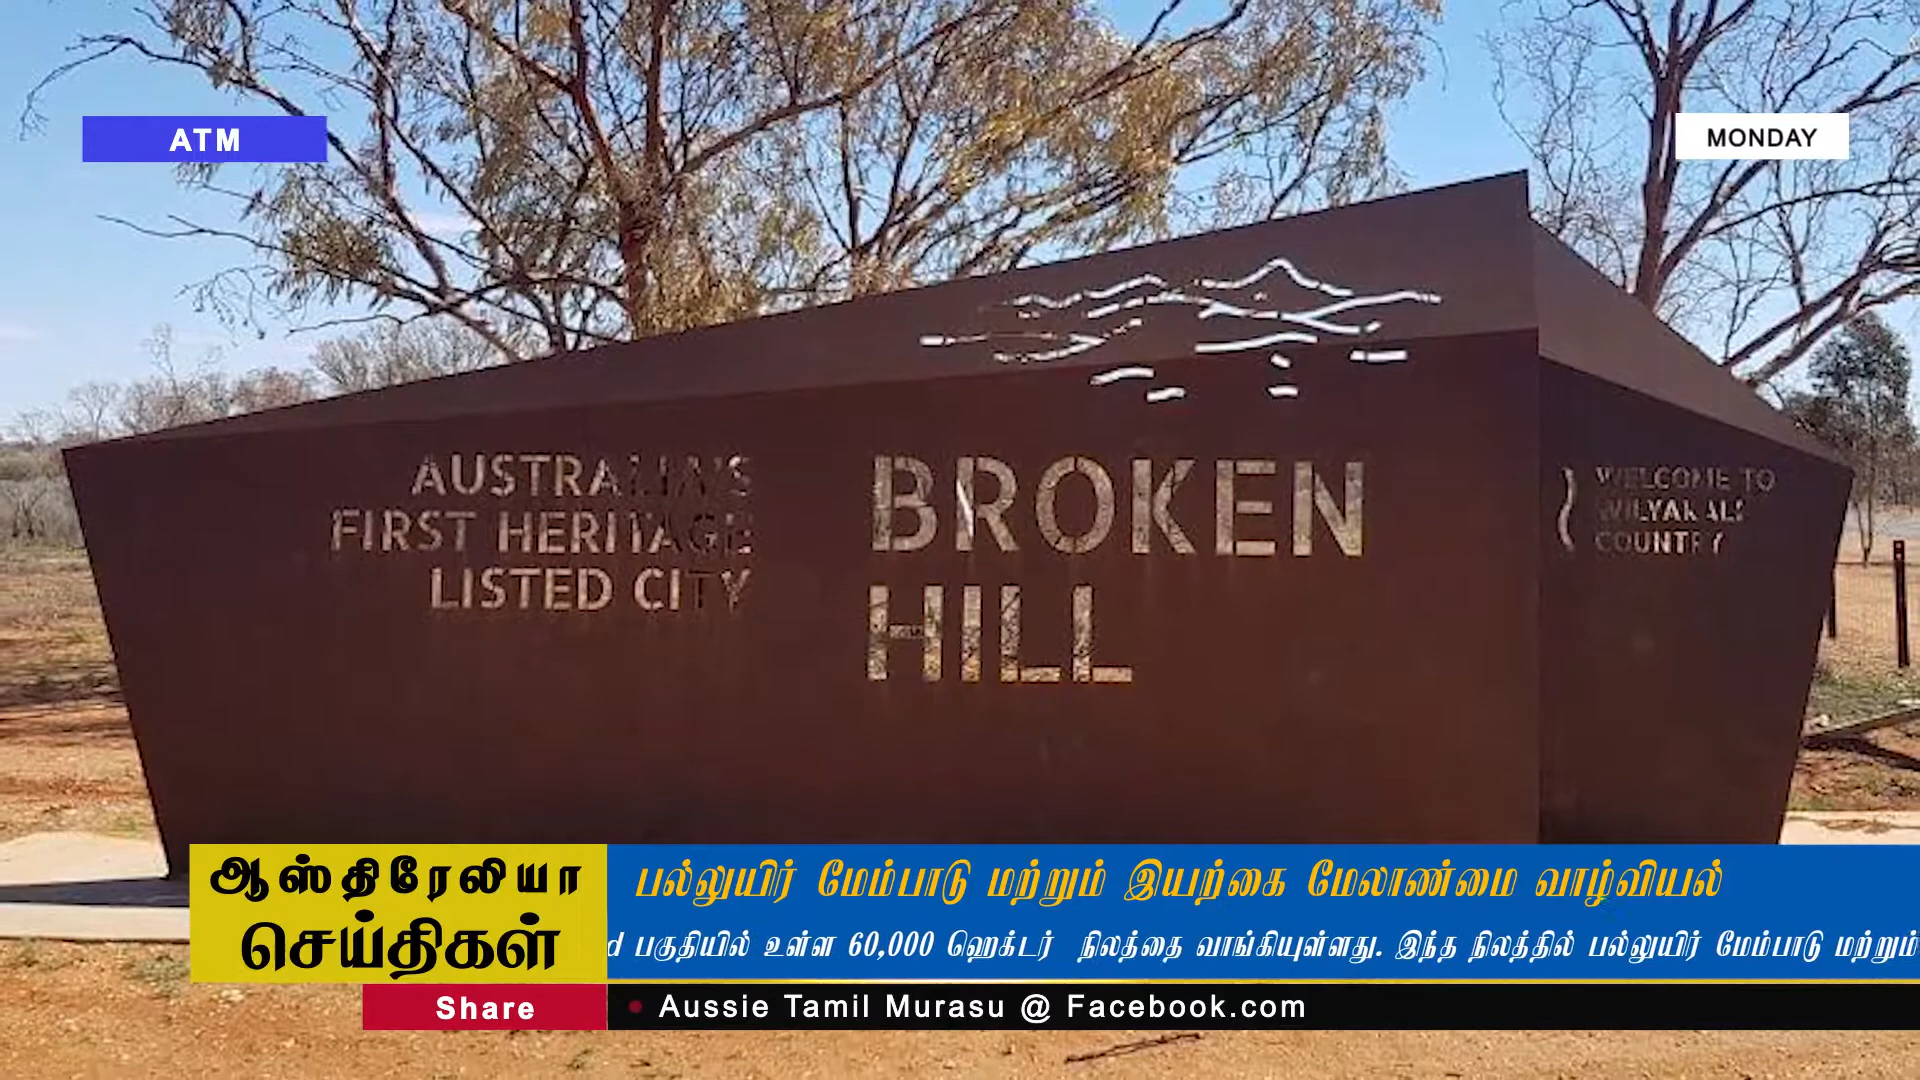 ATM
MONDAY
AUSTRALIA'S
FIRST HERITAGE
LISTED CITY
BROKEN
HILL
WELCOME TO
WILYAKALI
COUNTRY
ஆஸ்திரேலியா
செய்திகள்
பல்லுயிர் மேம்பாடு மற்றும் இயற்கை மேலாண்மை வாழ்வியல்
d பகுதியில் உள்ள 60,000 ஹெக்டர் நிலத்தை வாங்கியுள்ளது. இந்த நிலத்தில் பல்லுயிர் மேம்பாடு மற்றும்
Share
• Aussie Tamil Murasu @ Facebook.com